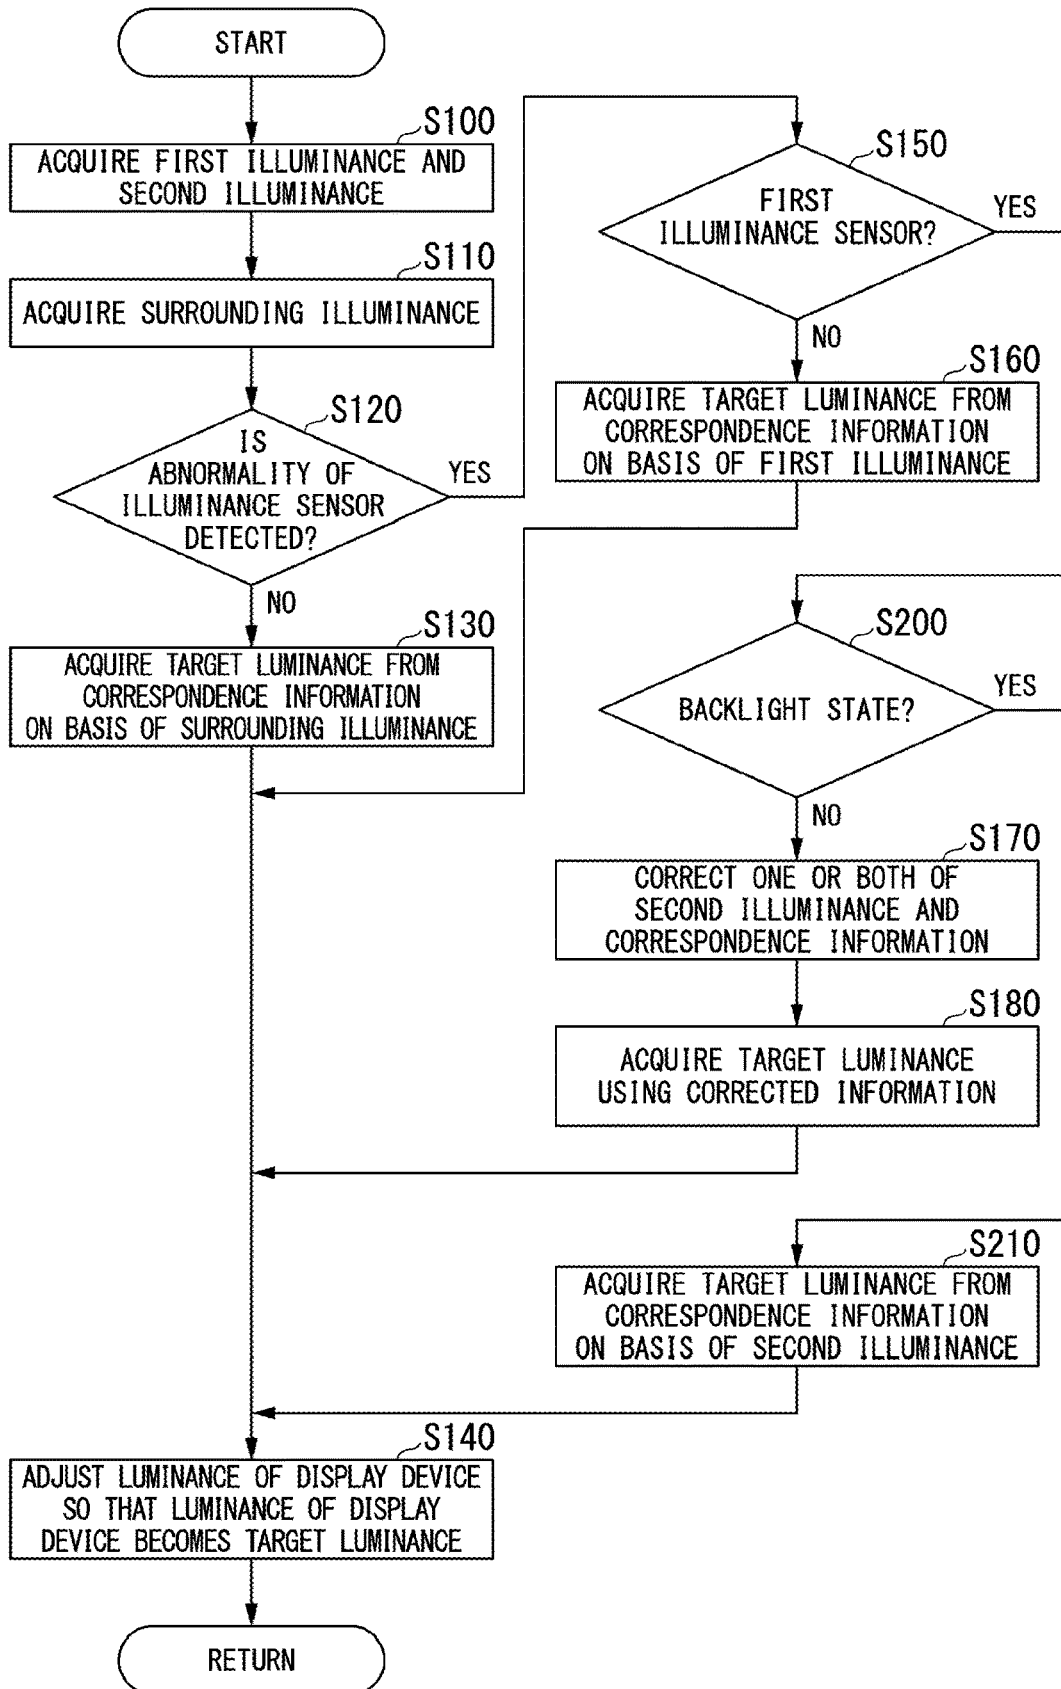 START
S100
ACQUIRE FIRST ILLUMINANCE AND
SECOND ILLUMINANCE
S110
ACQUIRE SURROUNDING ILLUMINANCE
S120
IS
ABNORMALITY OF
ILLUMINANCE SENSOR
DETECTED?
YES
NO
S130
ACQUIRE TARGET LUMINANCE FROM
CORRESPONDENCE INFORMATION
ON BASIS OF SURROUNDING ILLUMINANCE
S150
FIRST
ILLUMINANCE SENSOR?
YES
NO
S160
ACQUIRE TARGET LUMINANCE FROM
CORRESPONDENCE INFORMATION
ON BASIS OF FIRST ILLUMINANCE
S200
BACKLIGHT STATE?
YES
NO
S170
CORRECT ONE OR BOTH OF
SECOND ILLUMINANCE AND
CORRESPONDENCE INFORMATION
S180
ACQUIRE TARGET LUMINANCE
USING CORRECTED INFORMATION
S210
ACQUIRE TARGET LUMINANCE FROM
CORRESPONDENCE INFORMATION
ON BASIS OF SECOND ILLUMINANCE
S140
ADJUST LUMINANCE OF DISPLAY DEVICE
SO THAT LUMINANCE OF DISPLAY
DEVICE BECOMES TARGET LUMINANCE
RETURN